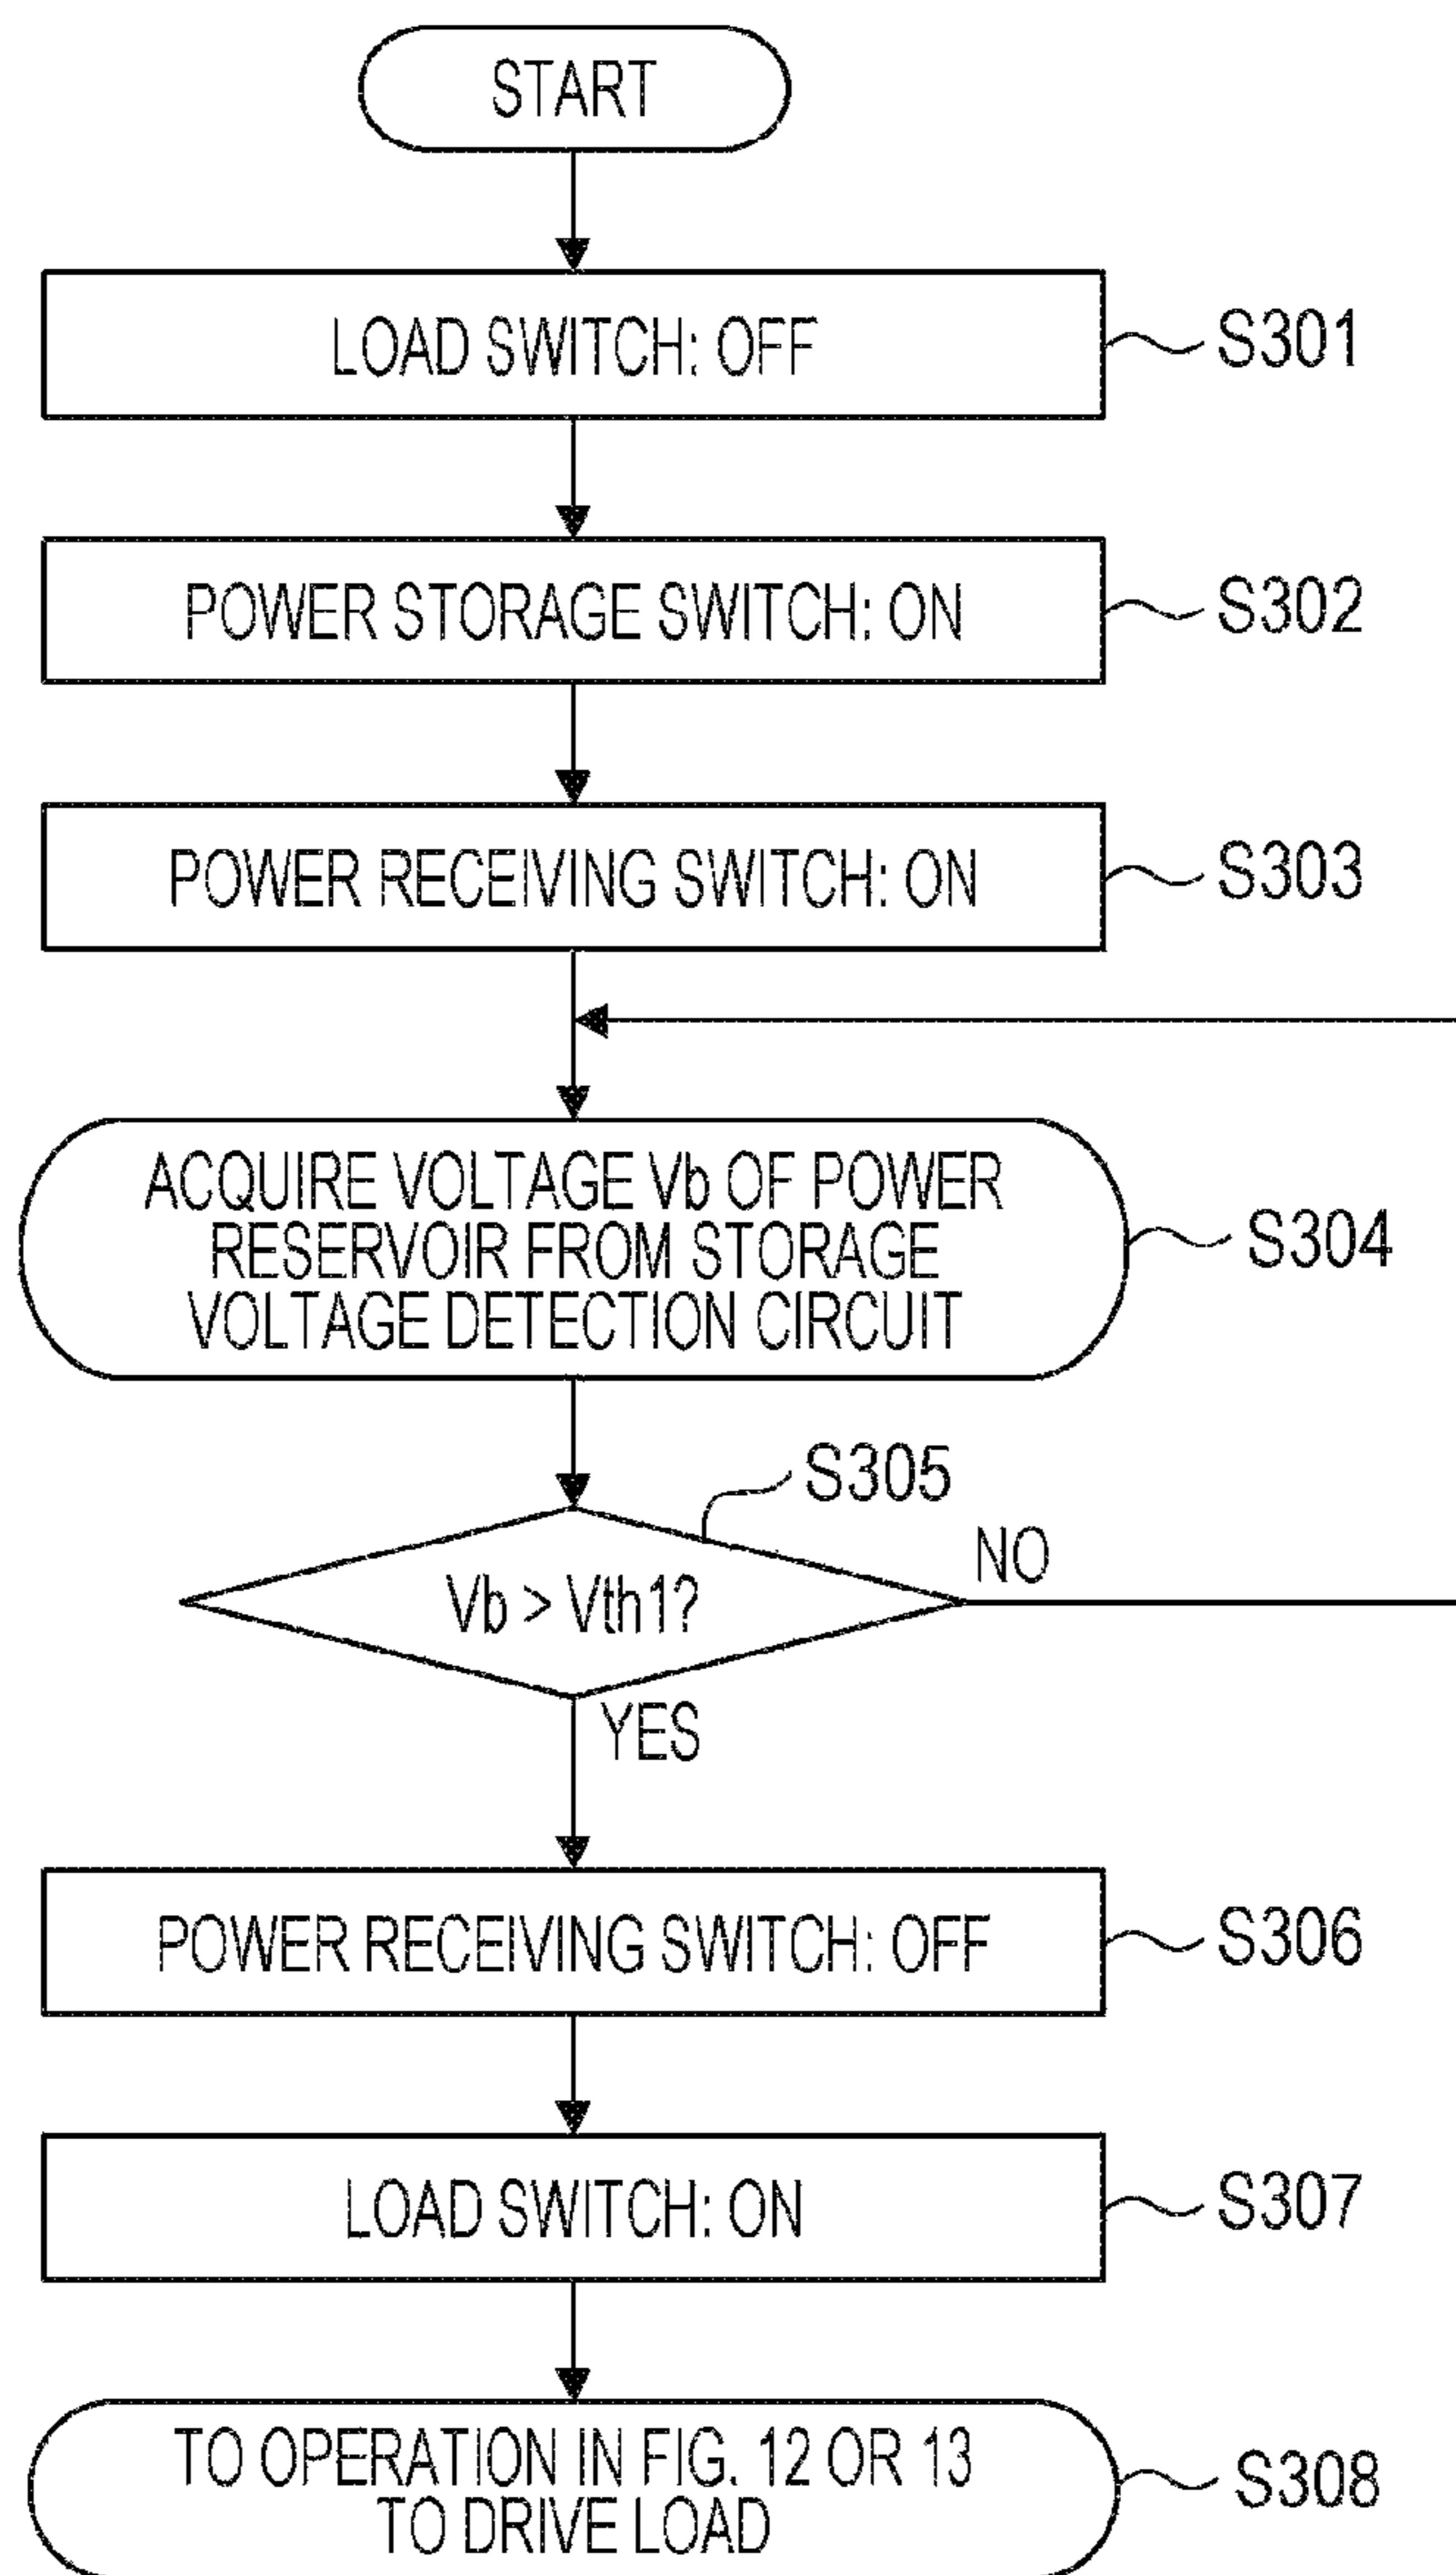 START
LOAD SWITCH: OFF
S301
POWER STORAGE SWITCH: ON
S302
POWER RECEIVING SWITCH: ON
S303
ACQUIRE VOLTAGE Vb OF POWER
RESERVOIR FROM STORAGE
VOLTAGE DETECTION CIRCUIT
S304
S305
Vb > Vth1?
NO
YES
POWER RECEIVING SWITCH: OFF
S306
LOAD SWITCH: ON
S307
TO OPERATION IN FIG. 12 OR 13
TO DRIVE LOAD
S308